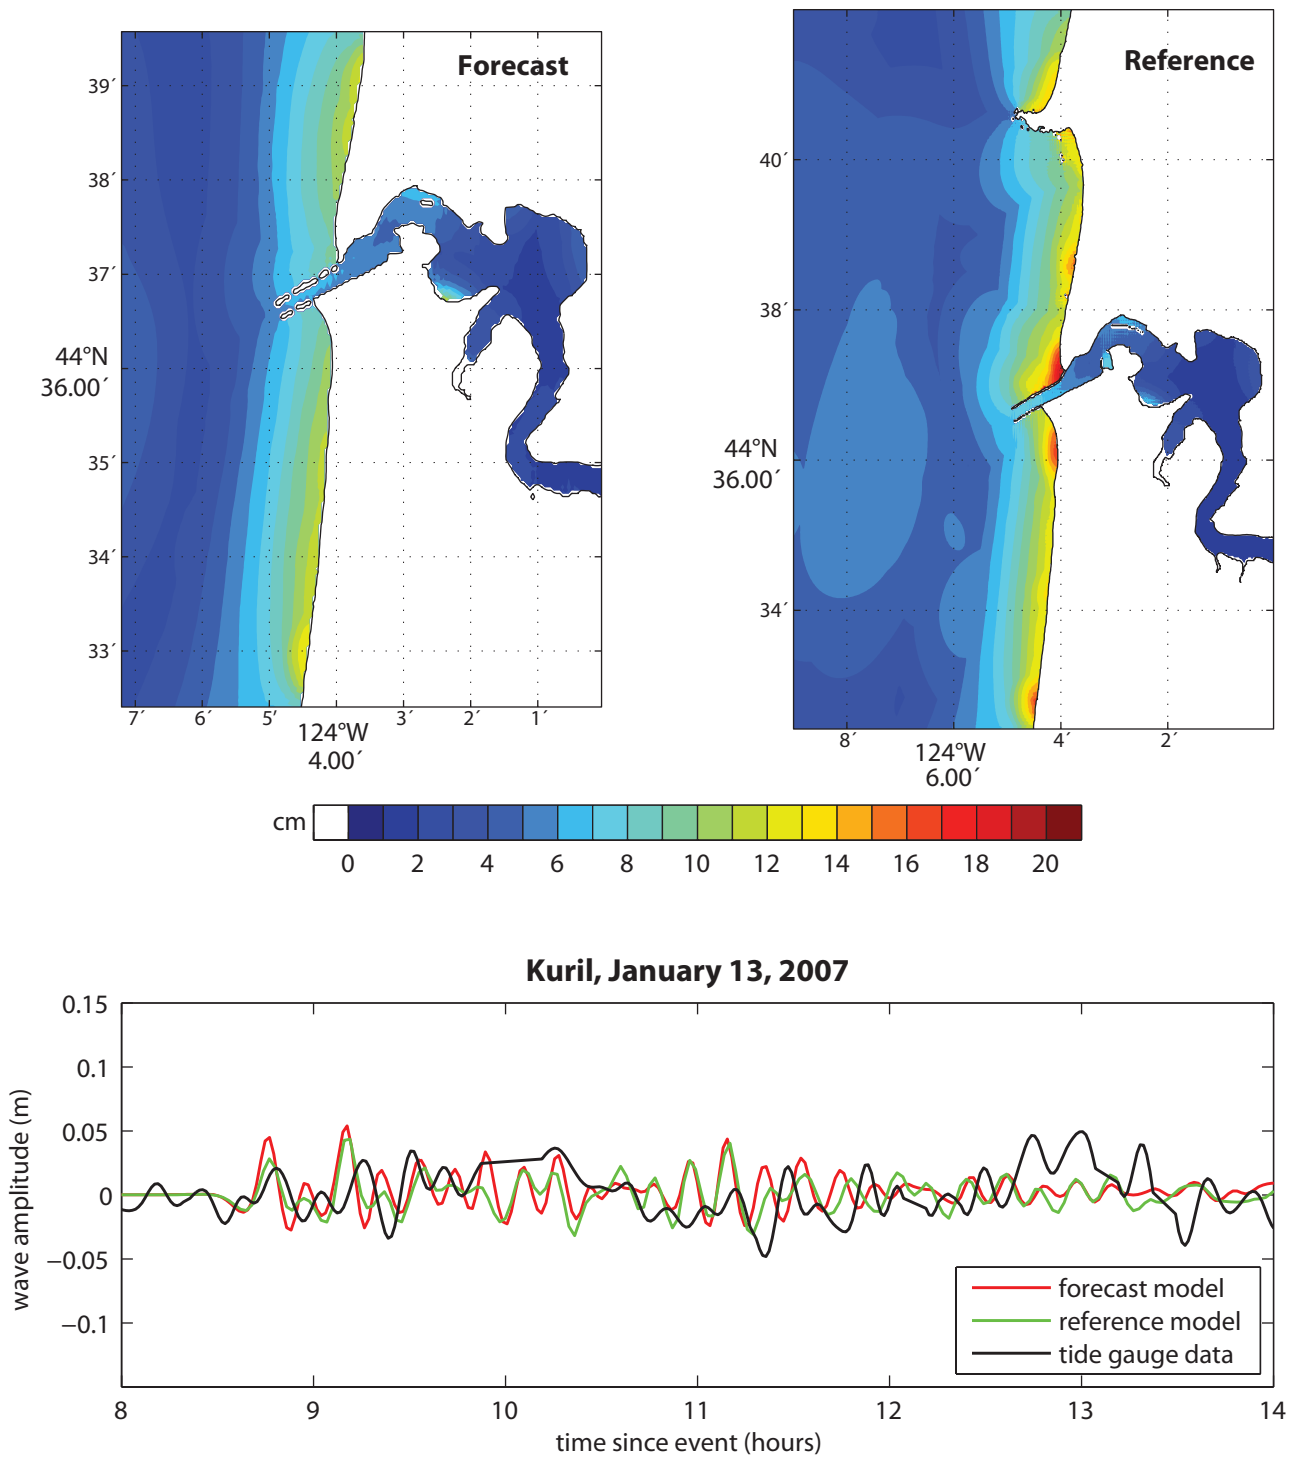 Forecast
39′
38′
37′
44°N
36.00′
35′
34′
33′
7′ 6′ 5′ 3′ 2′ 1′
124°W
4.00′
Reference
40′
38′
44°N
36.00′
34′
8′ 4′ 2′
124°W
6.00′
cm
0 2 4 6 8 10 12 14 16 18 20
Kuril, January 13, 2007
0.15
0.1
0.05
0
−0.05
−0.1
wave amplitude (m)
forecast model
reference model
tide gauge data
8 9 10 11 12 13 14
time since event (hours)